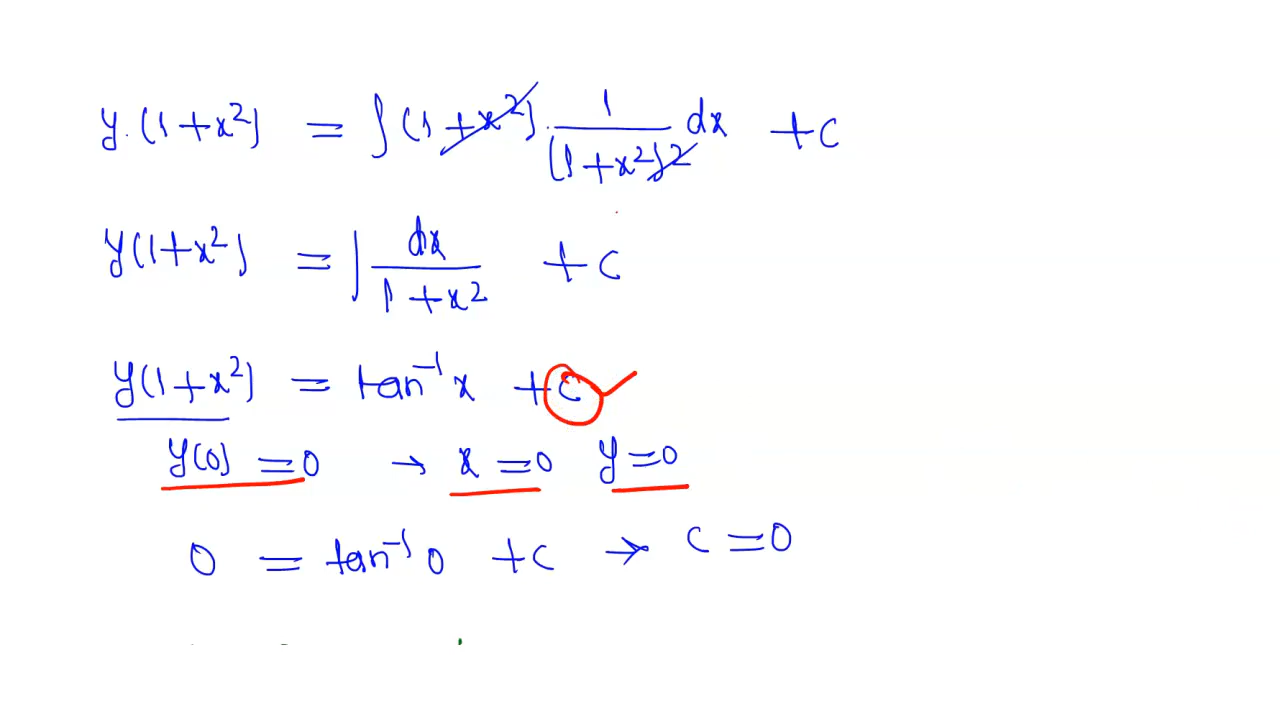 y.(1+x²) = ∫(1+x²).1/(1+x²)² dx +c
y(1+x²) = ∫dx/(1+x²) +c
y(1+x²) = tan⁻¹x +c
y(0) =0 → x=0 y=0
0 = tan⁻¹0 +c → c=0